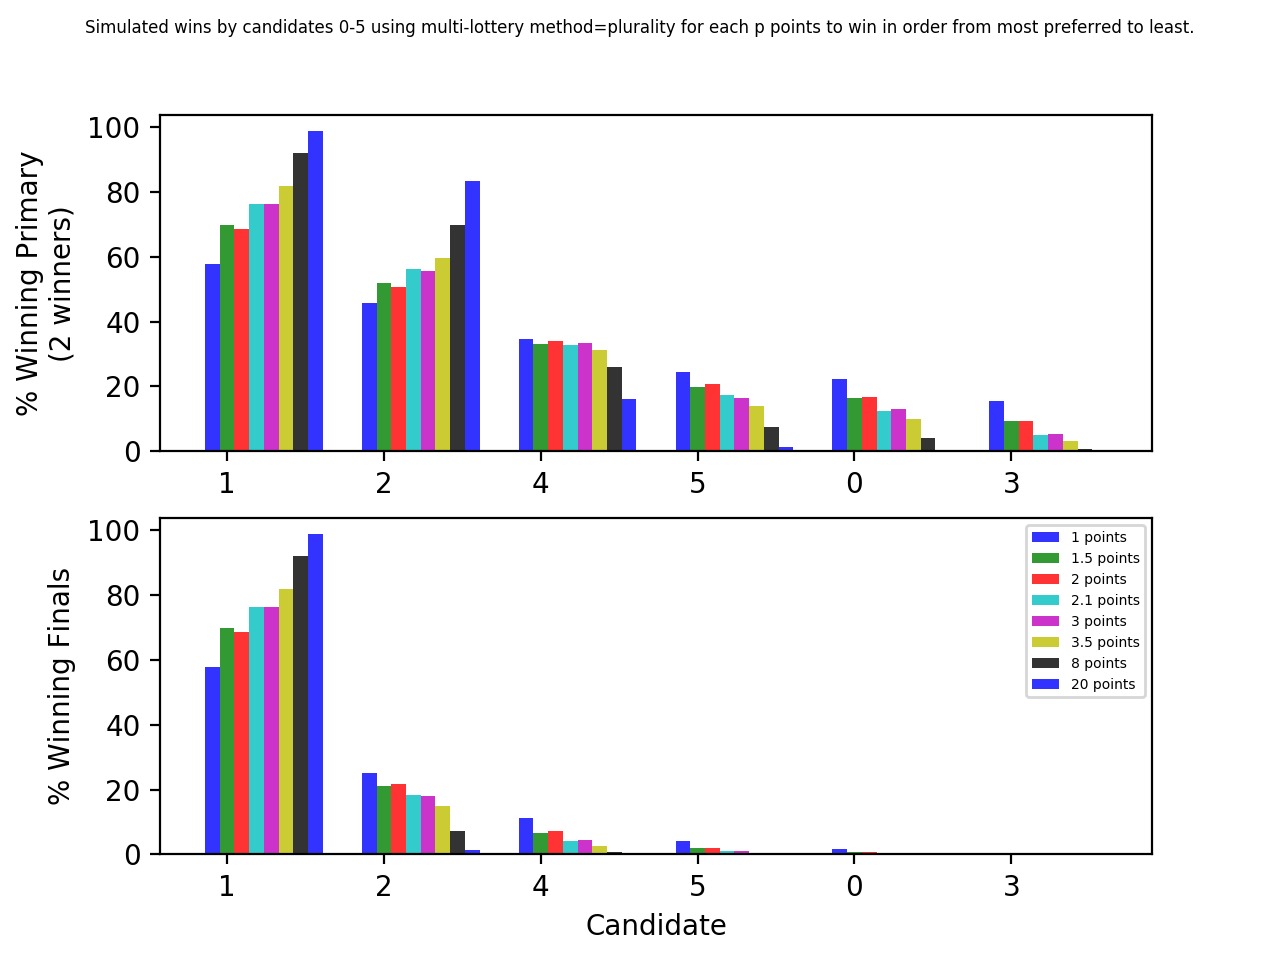 Simulated wins by candidates 0-5 using multi-lottery method=plurality for each p points to win in order from most preferred to least.
% Winning Primary
(2 winners)
100
80
60
40
20
0
1 2 4 5 0 3
% Winning Finals
100
80
60
40
20
0
1 points
1.5 points
2 points
2.1 points
3 points
3.5 points
8 points
20 points
1 2 4 5 0 3
Candidate